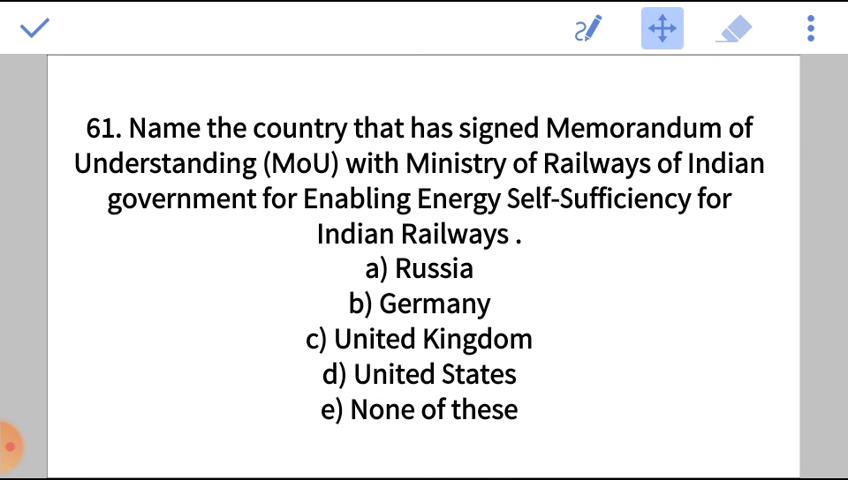 61. Name the country that has signed Memorandum of
Understanding (MoU) with Ministry of Railways of Indian
government for Enabling Energy Self-Sufficiency for
Indian Railways .
a) Russia
b) Germany
c) United Kingdom
d) United States
e) None of these